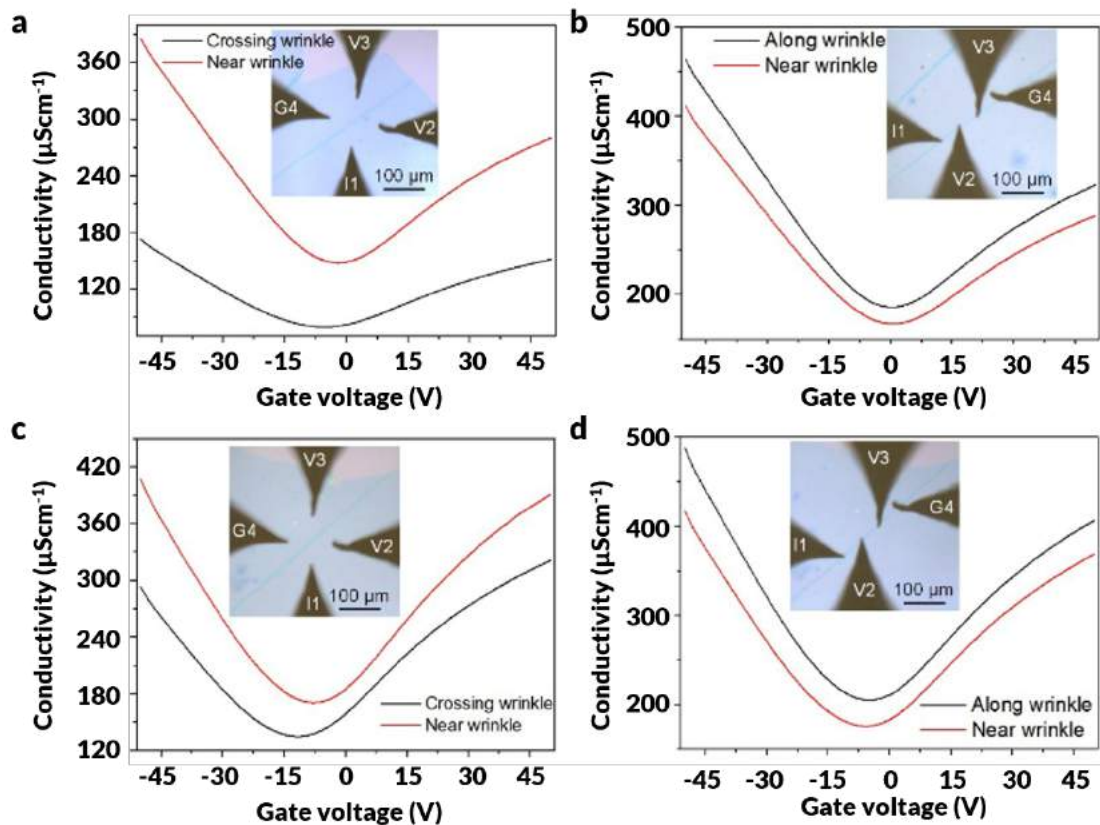 a
Conductivity (µScm⁻¹)
360
300
240
180
120
-45 -30 -15 0 15 30 45
Gate voltage (V)
Crossing wrinkle
Near wrinkle
V3
G4
V2
I1
100 µm
b
Conductivity (µScm⁻¹)
500
400
300
200
-45 -30 -15 0 15 30 45
Gate voltage (V)
Along wrinkle
Near wrinkle
V3
G4
I1
V2
100 µm
c
Conductivity (µScm⁻¹)
420
360
300
240
180
120
-45 -30 -15 0 15 30 45
Gate voltage (V)
V3
G4
V2
I1
100 µm
Crossing wrinkle
Near wrinkle
d
Conductivity (µScm⁻¹)
500
400
300
200
-45 -30 -15 0 15 30 45
Gate voltage (V)
V3
G4
I1
V2
100 µm
Along wrinkle
Near wrinkle